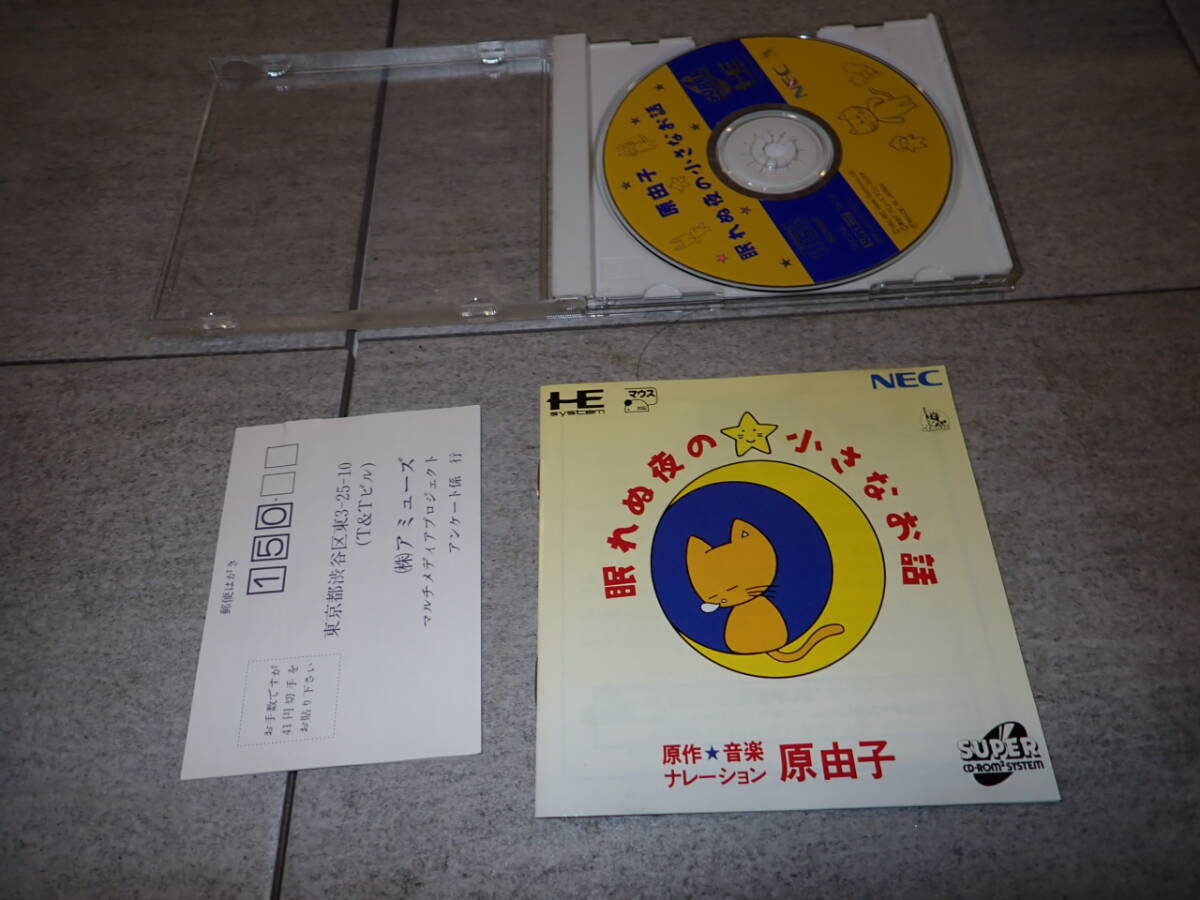 NEC
HE
原由子
眠れぬ夜の小さなお話
郵便はがき
150-
東京都渋谷区東3-25-10
(T&Tビル)
(株)アミューズ
マルチメディアプロジェクト
アンケート係 行
お手数ですが
41円切手を
お貼り下さい
HE
system
マウス
NEC
眠れぬ夜の小さなお話
原作★音楽
ナレーション
原由子
SUPER
CD-ROM² SYSTEM